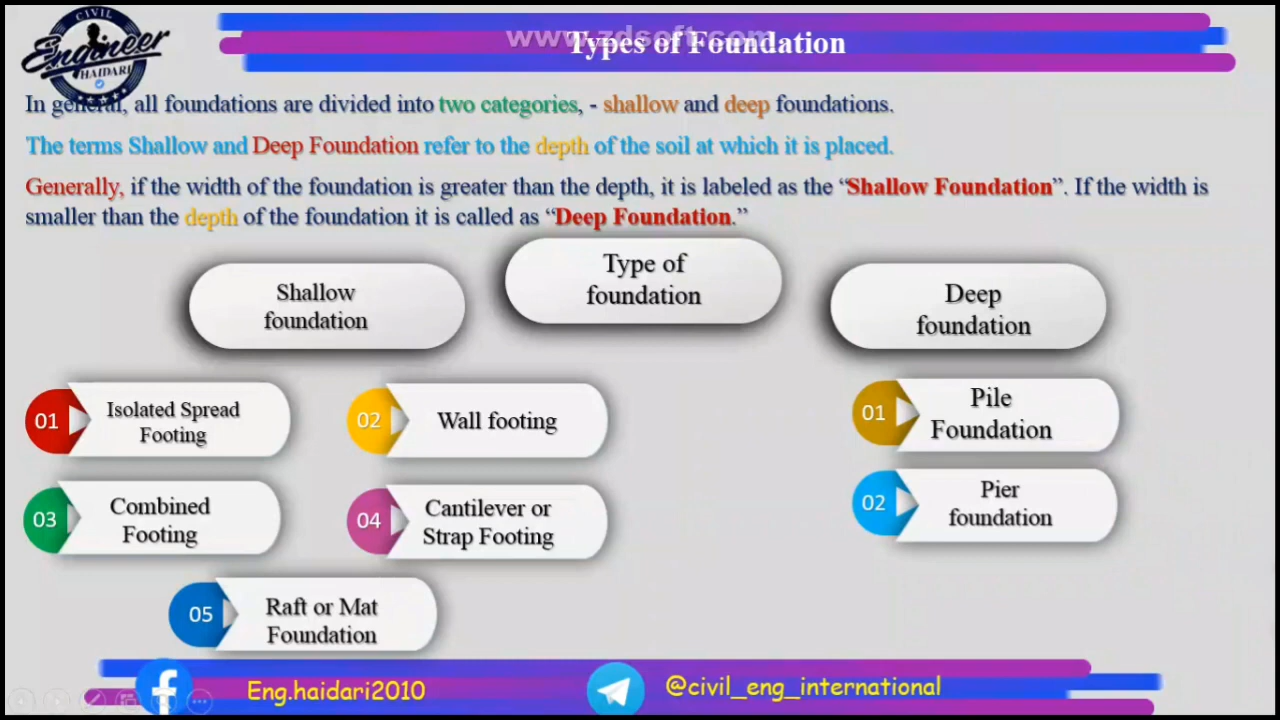 CIVIL
Engineer
HAIDARI
www.zdsoft.com
Types of Foundation
In general, all foundations are divided into two categories, - shallow and deep foundations.
The terms Shallow and Deep Foundation refer to the depth of the soil at which it is placed.
Generally, if the width of the foundation is greater than the depth, it is labeled as the “Shallow Foundation”. If the width is
smaller than the depth of the foundation it is called as “Deep Foundation.”
Shallow
foundation
Type of
foundation
Deep
foundation
01
Isolated Spread
Footing
02
Wall footing
03
Combined
Footing
04
Cantilever or
Strap Footing
05
Raft or Mat
Foundation
01
Pile
Foundation
02
Pier
foundation
Eng.haidari2010
@civil_eng_international